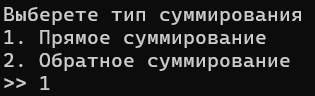 Выберете тип суммирования
1. Прямое суммирование
2. Обратное суммирование
>> 1